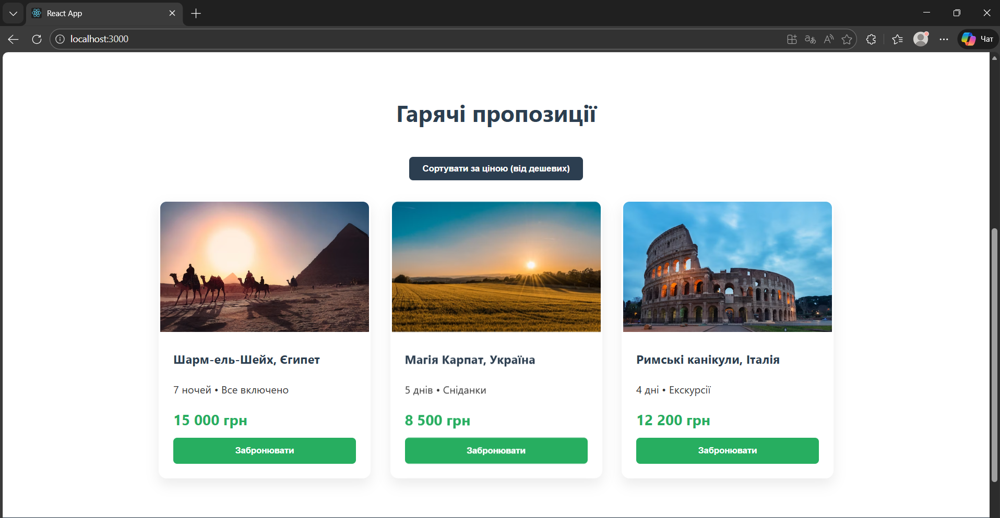 React App
localhost:3000
Чат
Гарячі пропозиції
Сортувати за ціною (від дешевих)
Шарм-ель-Шейх, Єгипет
7 ночей • Все включено
15 000 грн
Забронювати
Магія Карпат, Україна
5 днів • Сніданки
8 500 грн
Забронювати
Римські канікули, Італія
4 дні • Екскурсії
12 200 грн
Забронювати